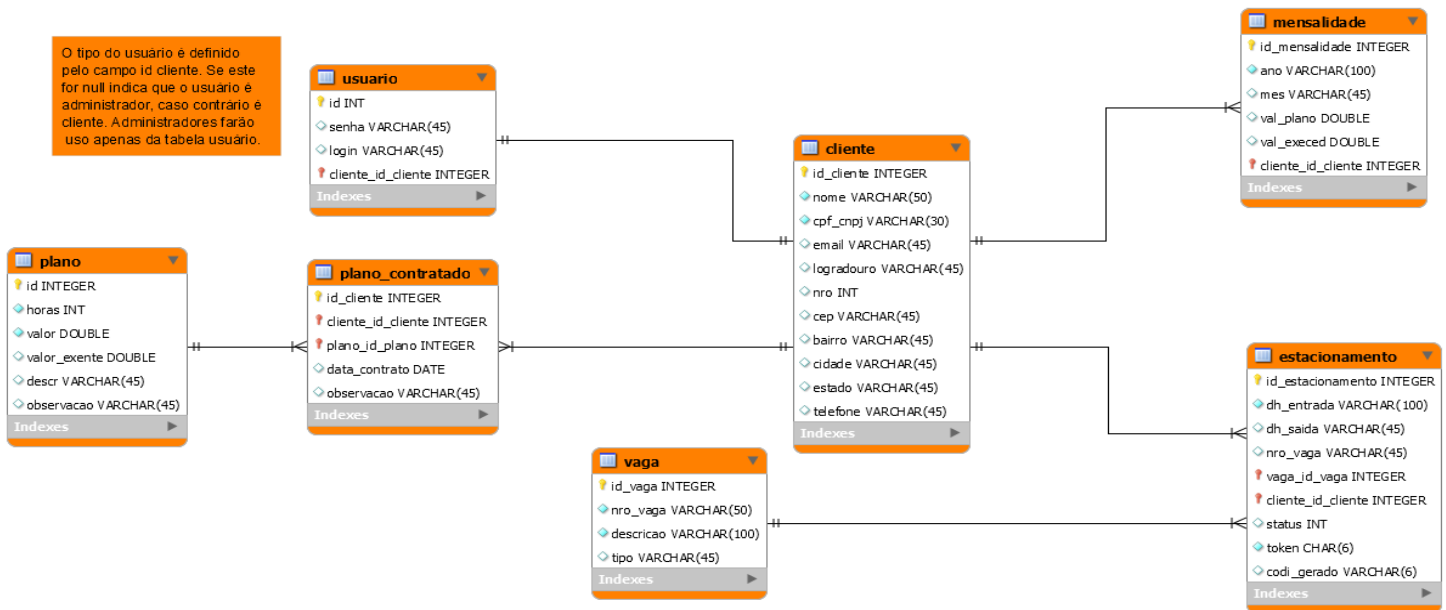 O tipo do usuário é definido
pelo campo id cliente. Se este
for null indica que o usuário é
administrador, caso contrário é
cliente. Administradores farão
uso apenas da tabela usuário.
usuario
id INT
senha VARCHAR(45)
login VARCHAR(45)
cliente_id_cliente INTEGER
Indexes
mensalidade
id_mensalidade INTEGER
ano VARCHAR(100)
mes VARCHAR(45)
val_plano DOUBLE
val_execed DOUBLE
cliente_id_cliente INTEGER
Indexes
cliente
id_cliente INTEGER
nome VARCHAR(50)
cpf_cnpj VARCHAR(30)
email VARCHAR(45)
logradouro VARCHAR(45)
nro INT
cep VARCHAR(45)
bairro VARCHAR(45)
cidade VARCHAR(45)
estado VARCHAR(45)
telefone VARCHAR(45)
Indexes
plano
id INTEGER
horas INT
valor DOUBLE
valor_exente DOUBLE
descr VARCHAR(45)
observacao VARCHAR(45)
Indexes
plano_contratado
id_cliente INTEGER
cliente_id_cliente INTEGER
plano_id_plano INTEGER
data_contrato DATE
observacao VARCHAR(45)
Indexes
estacionamento
id_estacionamento INTEGER
dh_entrada VARCHAR(100)
dh_saida VARCHAR(45)
nro_vaga VARCHAR(45)
vaga_id_vaga INTEGER
cliente_id_cliente INTEGER
status INT
token CHAR(6)
codi_gerado VARCHAR(6)
Indexes
vaga
id_vaga INTEGER
nro_vaga VARCHAR(50)
descricao VARCHAR(100)
tipo VARCHAR(45)
Indexes